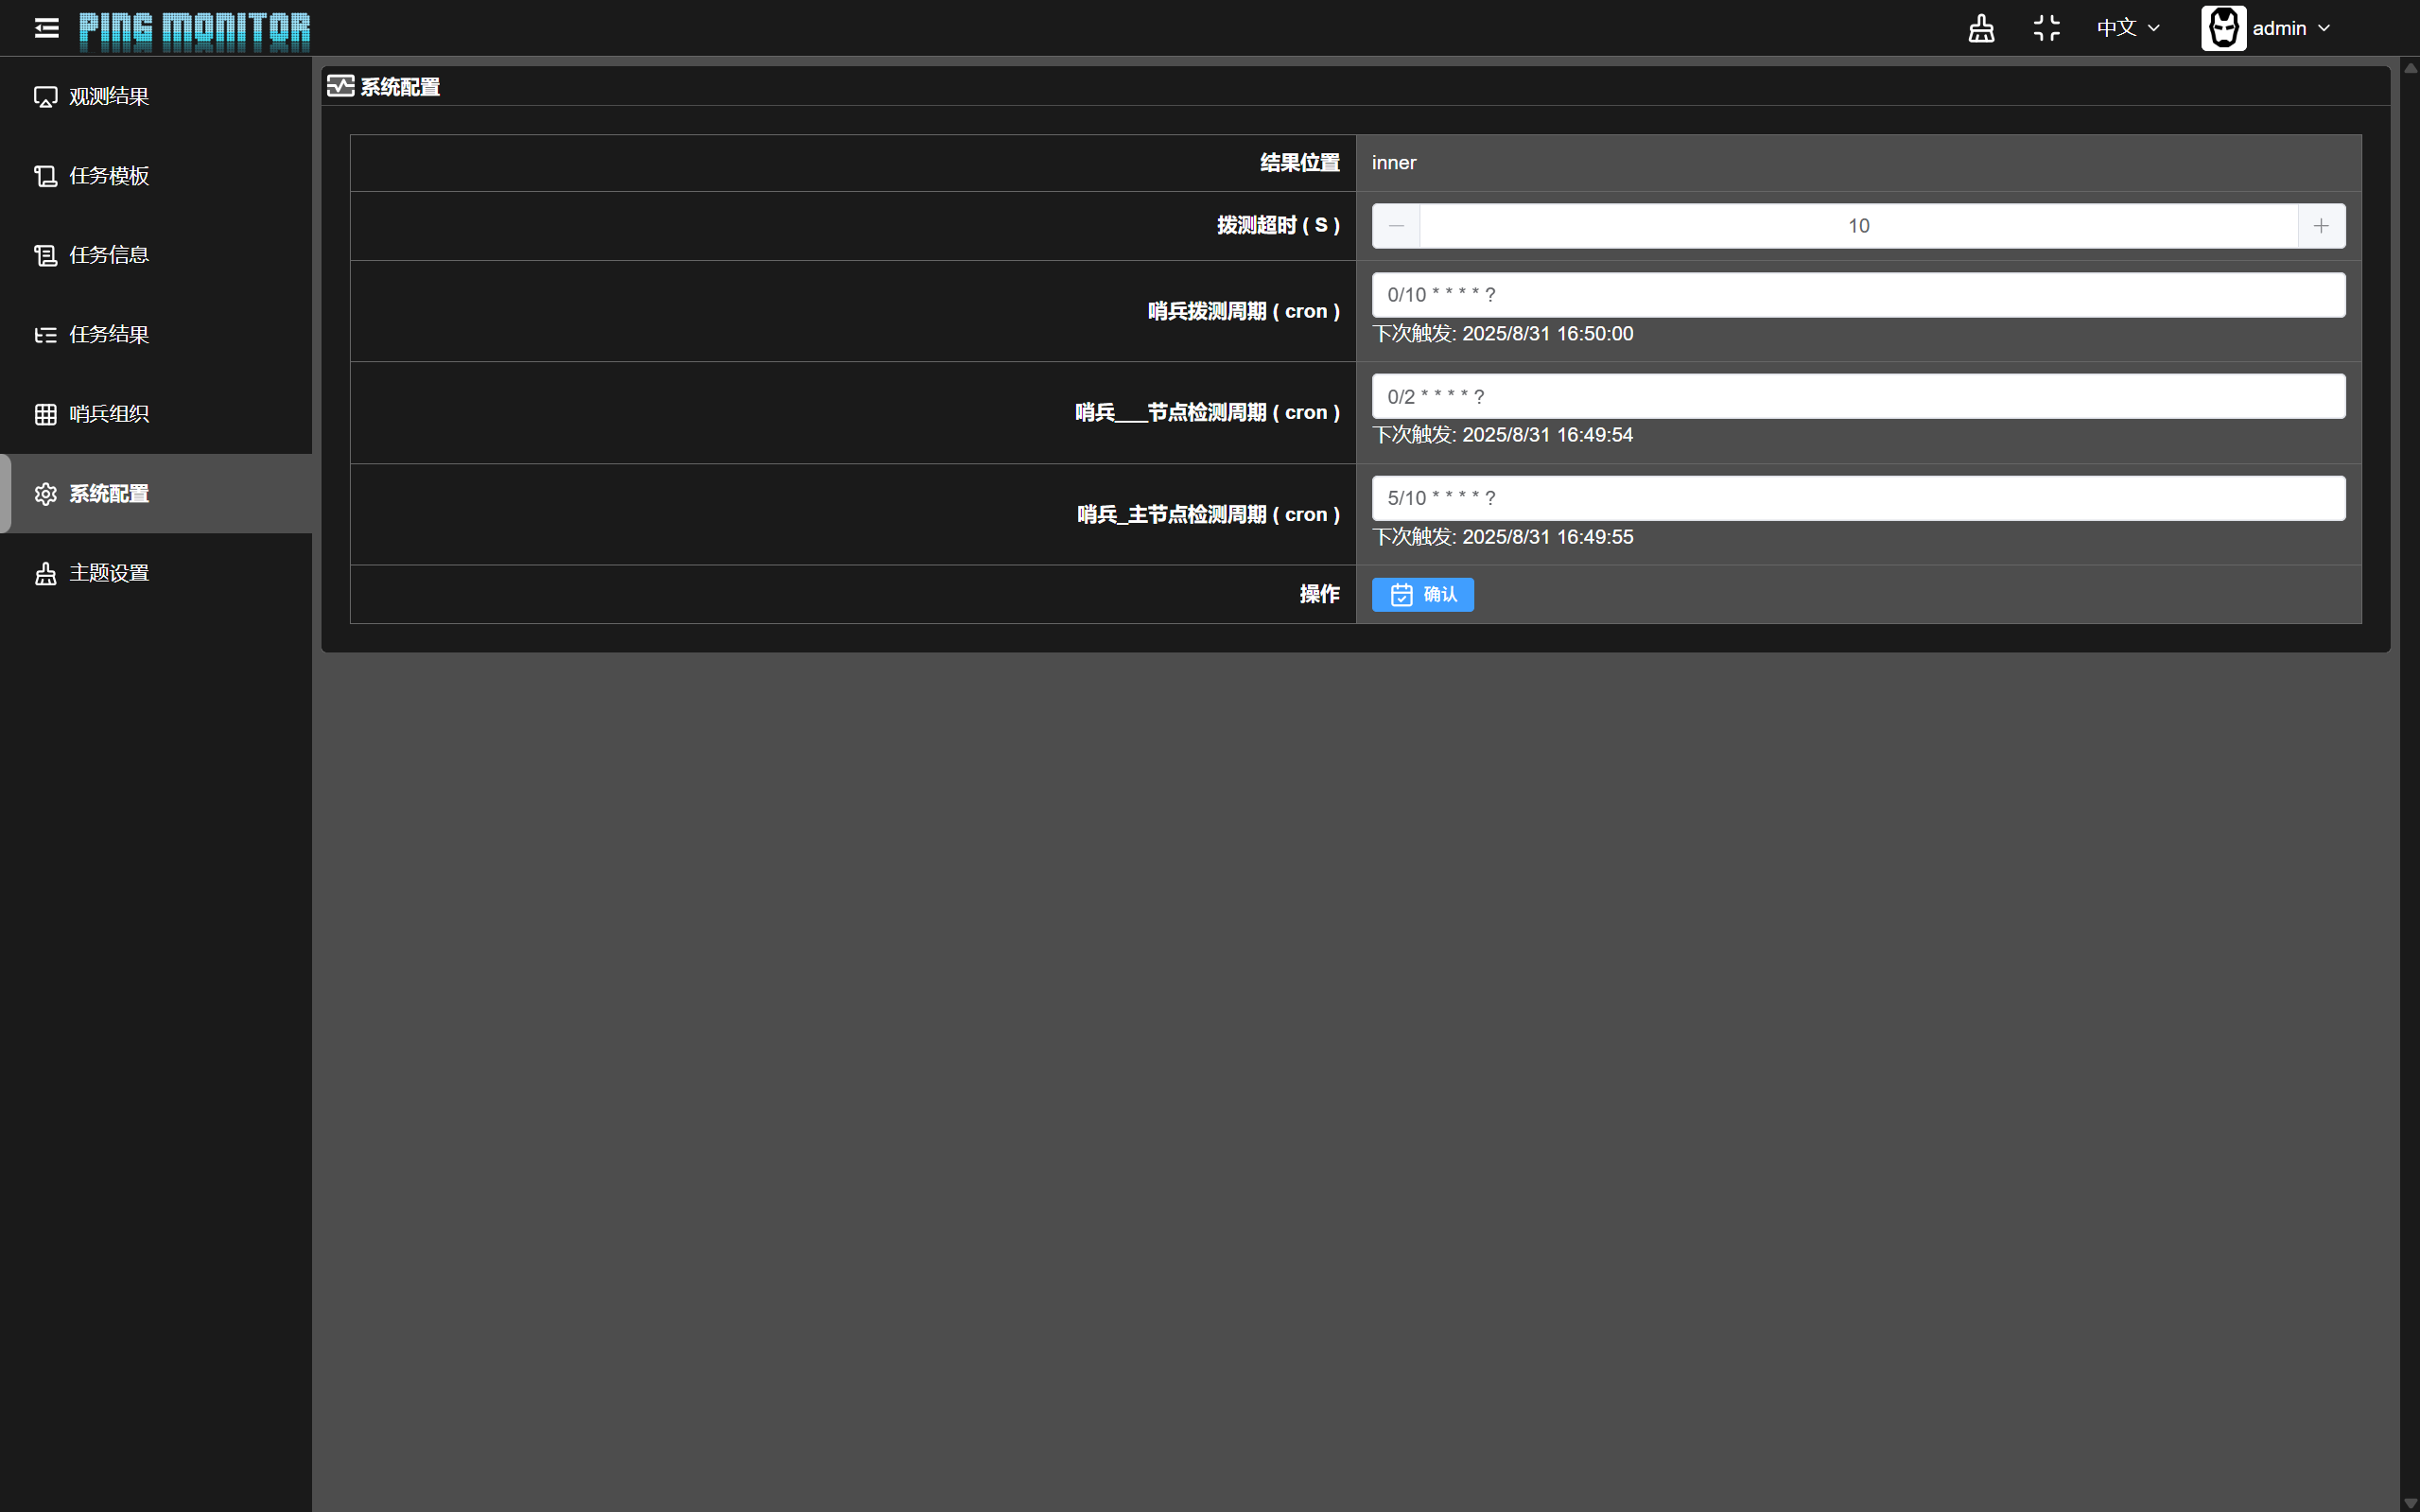 PING MONITOR
中文
admin
观测结果
任务模板
任务信息
任务结果
哨兵组织
系统配置
主题设置
系统配置
结果位置 inner
拨测超时 ( S ) 10
哨兵拨测周期 ( cron ) 0/10 * * * * ?
下次触发: 2025/8/31 16:50:00
哨兵___节点检测周期 ( cron ) 0/2 * * * * ?
下次触发: 2025/8/31 16:49:54
哨兵_主节点检测周期 ( cron ) 5/10 * * * * ?
下次触发: 2025/8/31 16:49:55
操作 确认